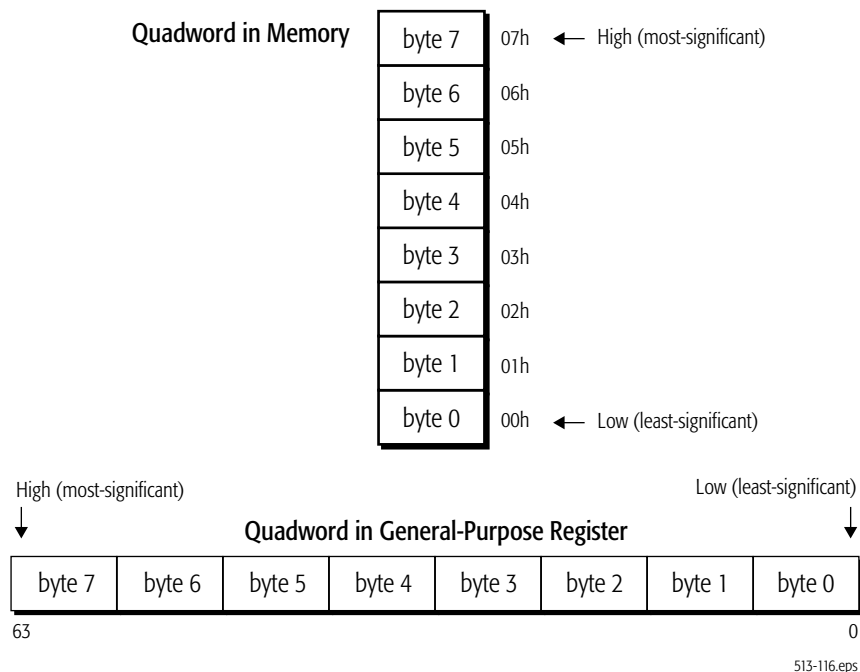 Quadword in Memory
byte 7 07h High (most-significant)
byte 6 06h
byte 5 05h
byte 4 04h
byte 3 03h
byte 2 02h
byte 1 01h
byte 0 00h Low (least-significant)
High (most-significant) Low (least-significant)
Quadword in General-Purpose Register
byte 7 byte 6 byte 5 byte 4 byte 3 byte 2 byte 1 byte 0
63 0
513-116.eps